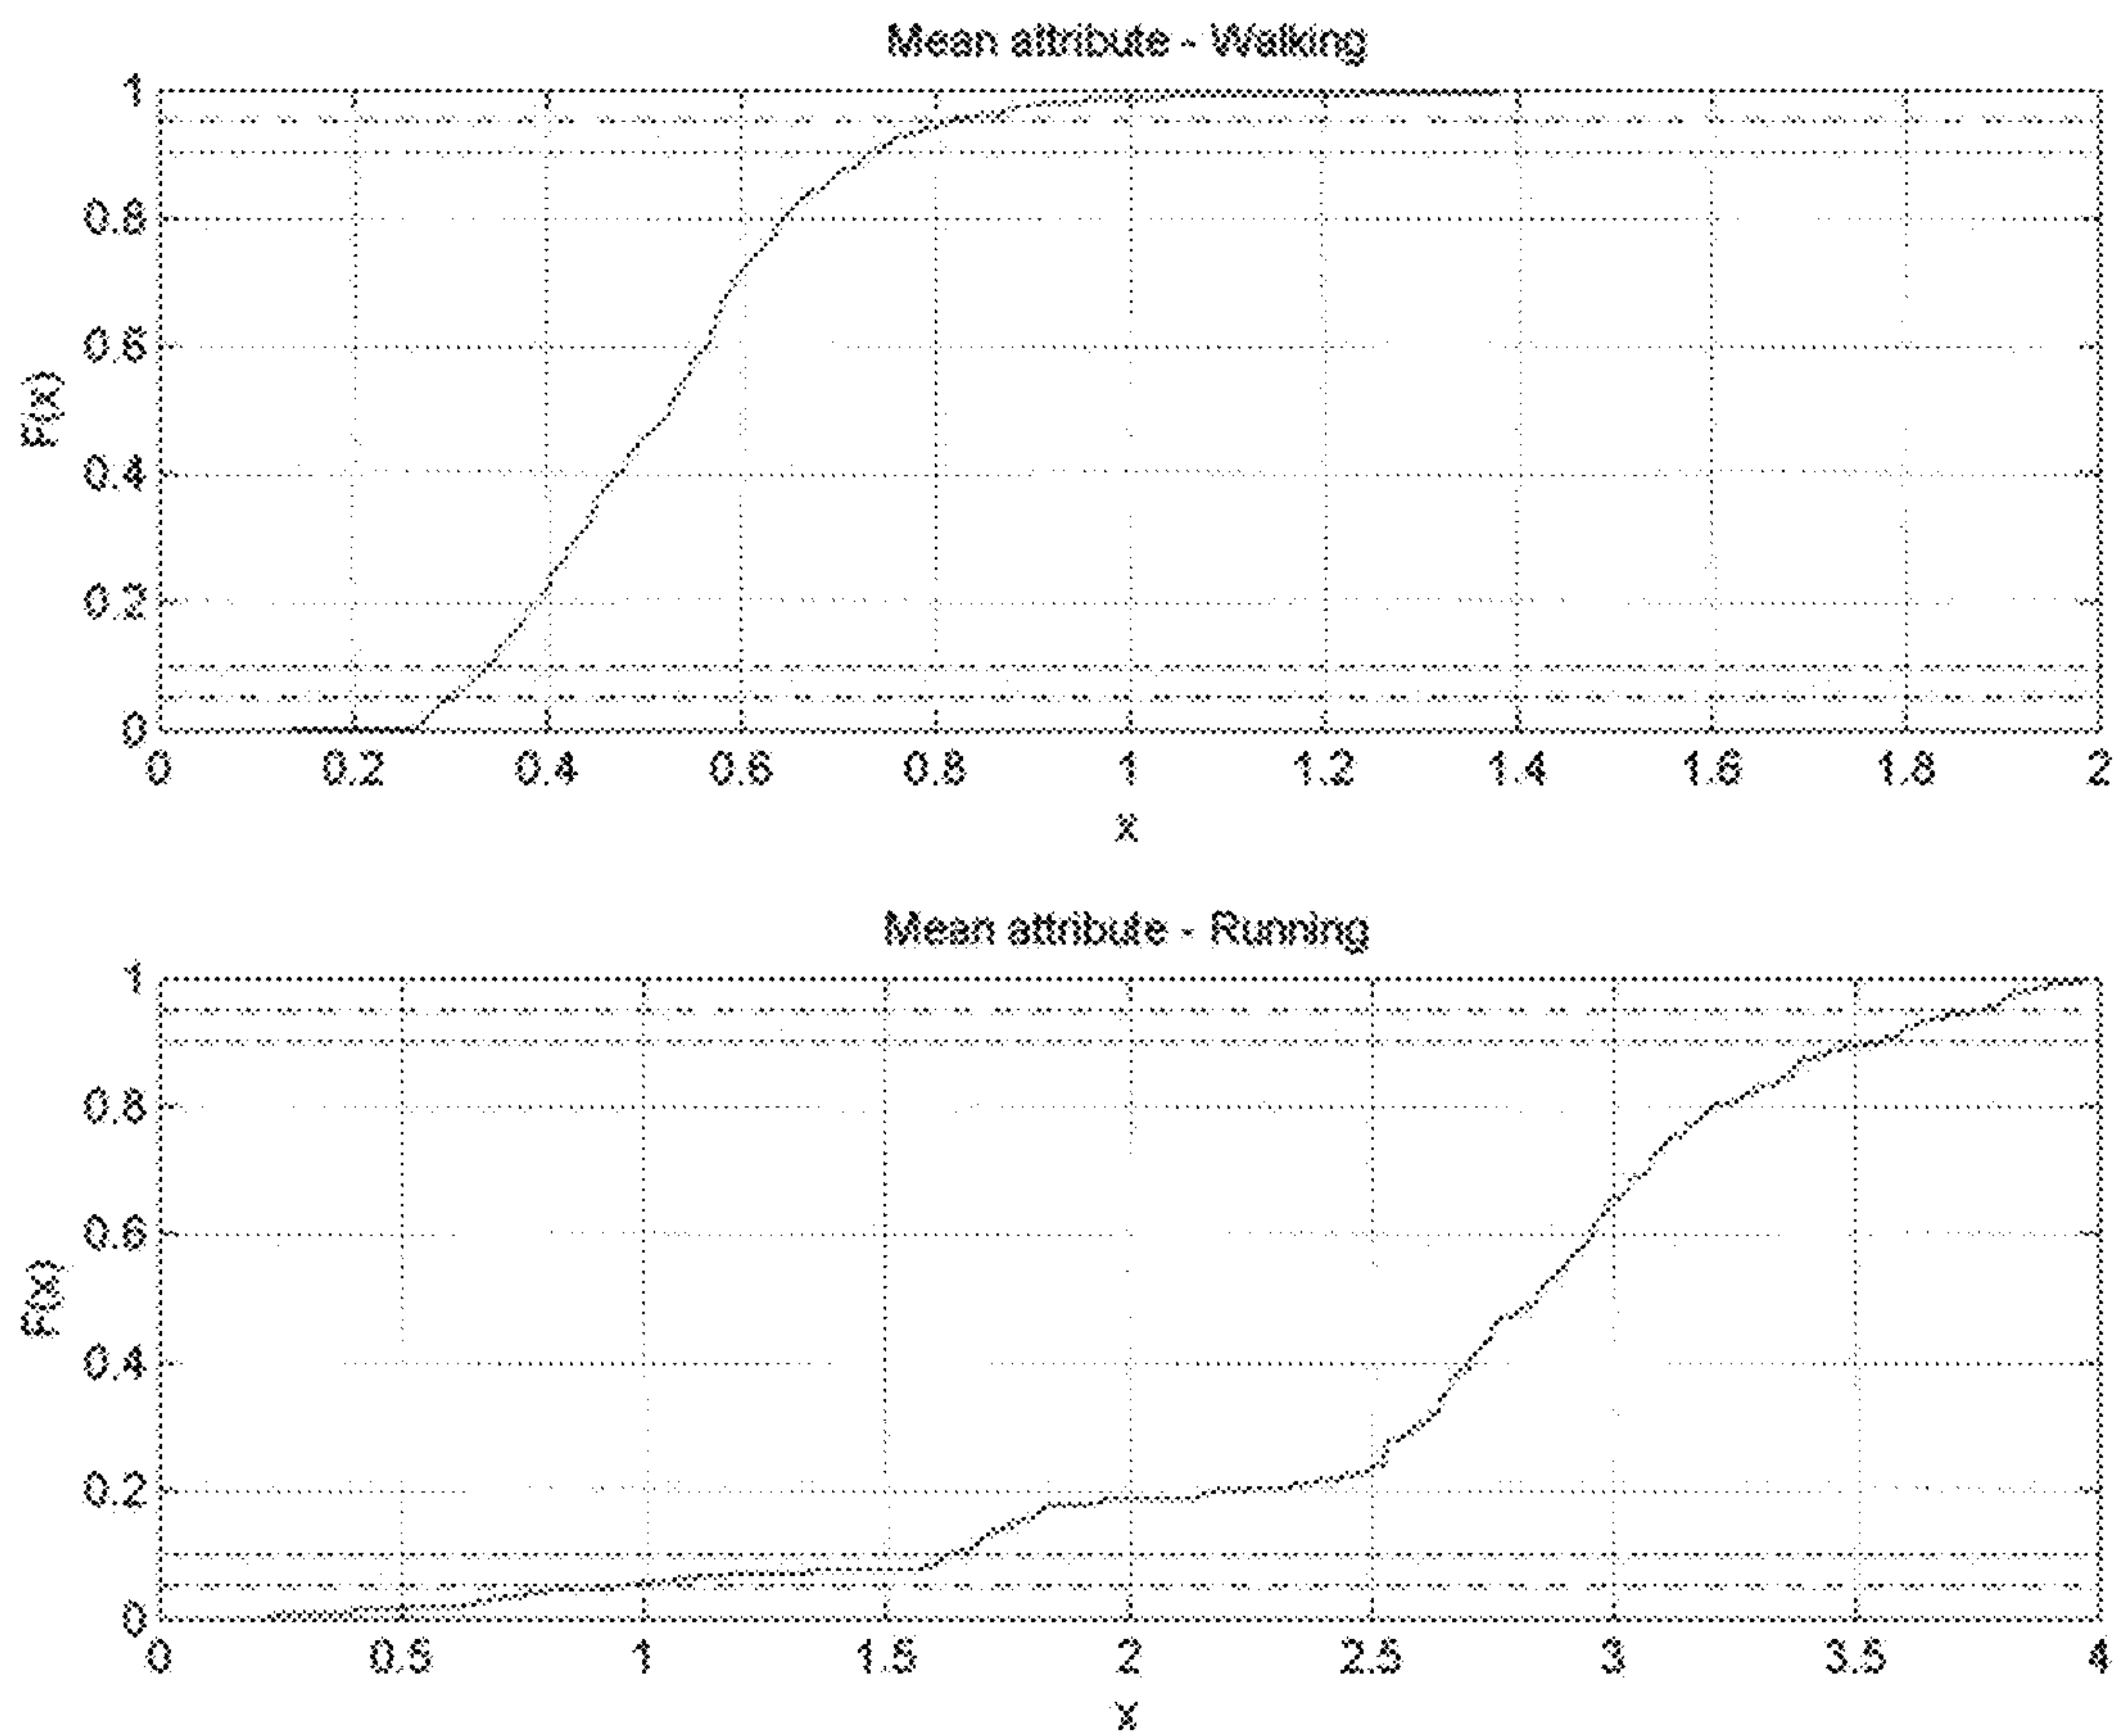 Mean attribute - Walking
1
0.8
0.6
0.4
0.2
0
F(x)
0 0.2 0.4 0.6 0.8 1 1.2 1.4 1.6 1.8 2
x
Mean attribute - Running
1
0.8
0.6
0.4
0.2
0
F(x)
0 0.5 1 1.5 2 2.5 3 3.5 4
x